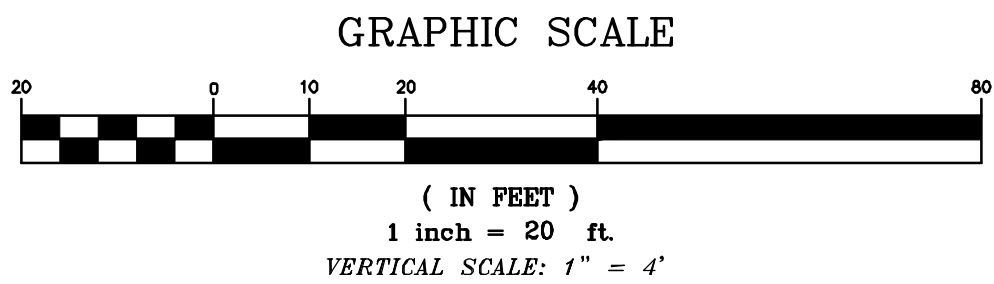 GRAPHIC SCALE
20 0 10 20 40 80
( IN FEET )
1 inch = 20 ft.
VERTICAL SCALE: 1" = 4'